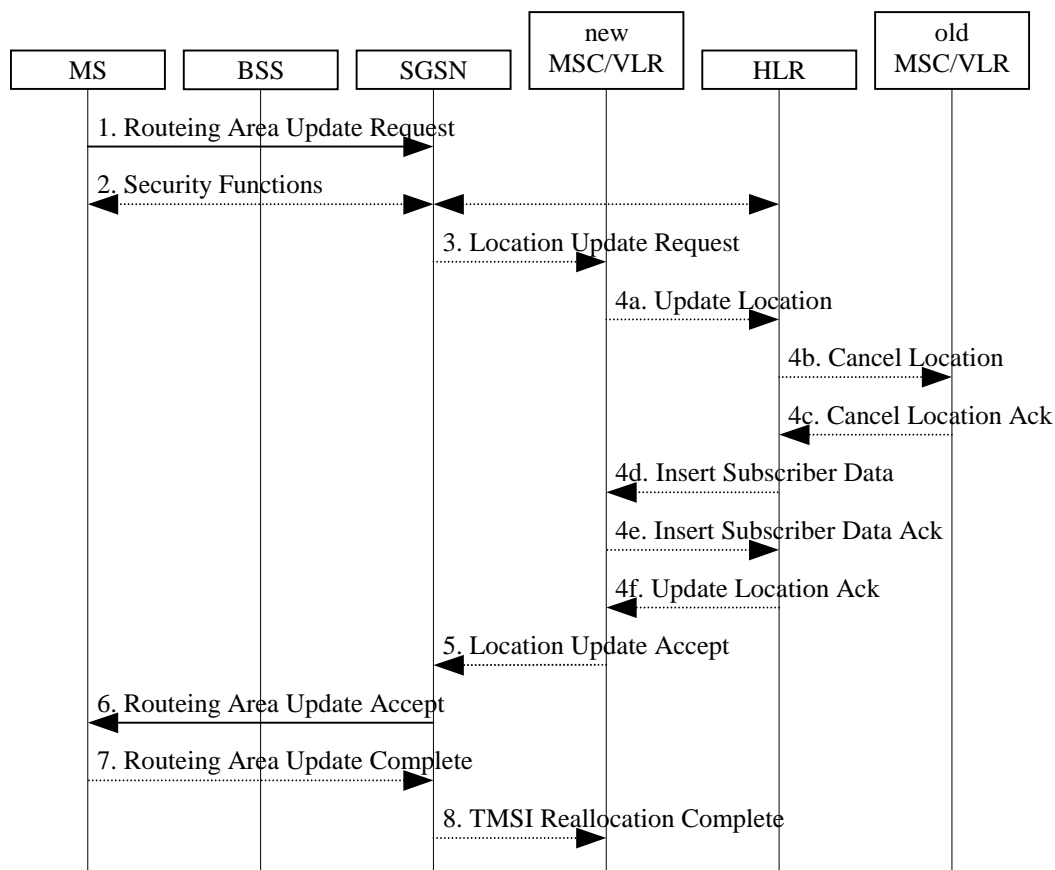 new
MSC/VLR
old
MSC/VLR
MS
BSS
SGSN
HLR
1. Routeing Area Update Request
2. Security Functions
3. Location Update Request
4a. Update Location
4b. Cancel Location
4c. Cancel Location Ack
4d. Insert Subscriber Data
4e. Insert Subscriber Data Ack
4f. Update Location Ack
5. Location Update Accept
6. Routeing Area Update Accept
7. Routeing Area Update Complete
8. TMSI Reallocation Complete